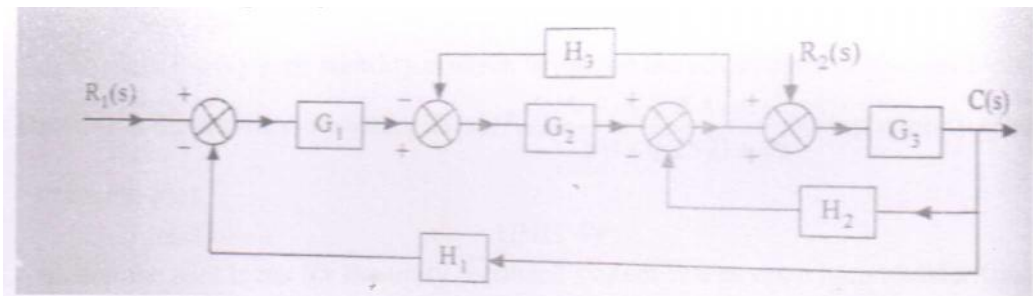 H3
R2(s)
R1(s)
+
−
+
+
C(s)
G1
G2
G3
−
+
−
+
H2
H1